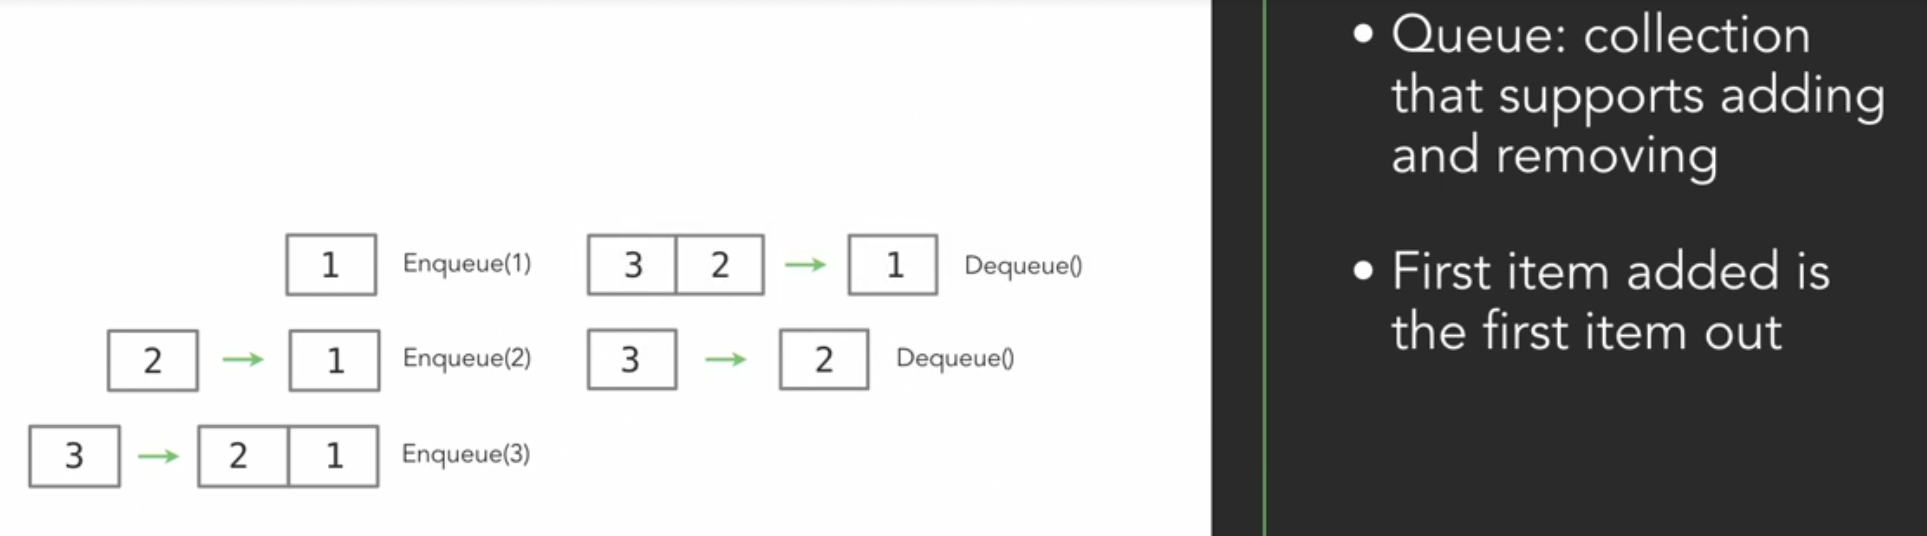 1 Enqueue(1)
2 → 1 Enqueue(2)
3 → 2 1 Enqueue(3)
3 2 → 1 Dequeue()
3 → 2 Dequeue()
• Queue: collection
that supports adding
and removing
• First item added is
the first item out